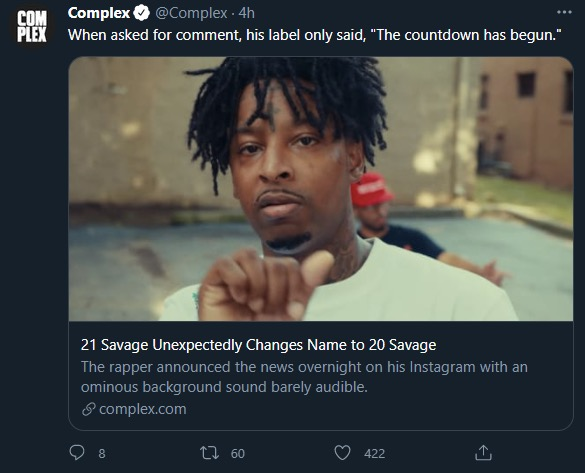 COM
PLEX
Complex @Complex · 4h
When asked for comment, his label only said, "The countdown has begun."
21 Savage Unexpectedly Changes Name to 20 Savage
The rapper announced the news overnight on his Instagram with an
ominous background sound barely audible.
complex.com
8 60 422